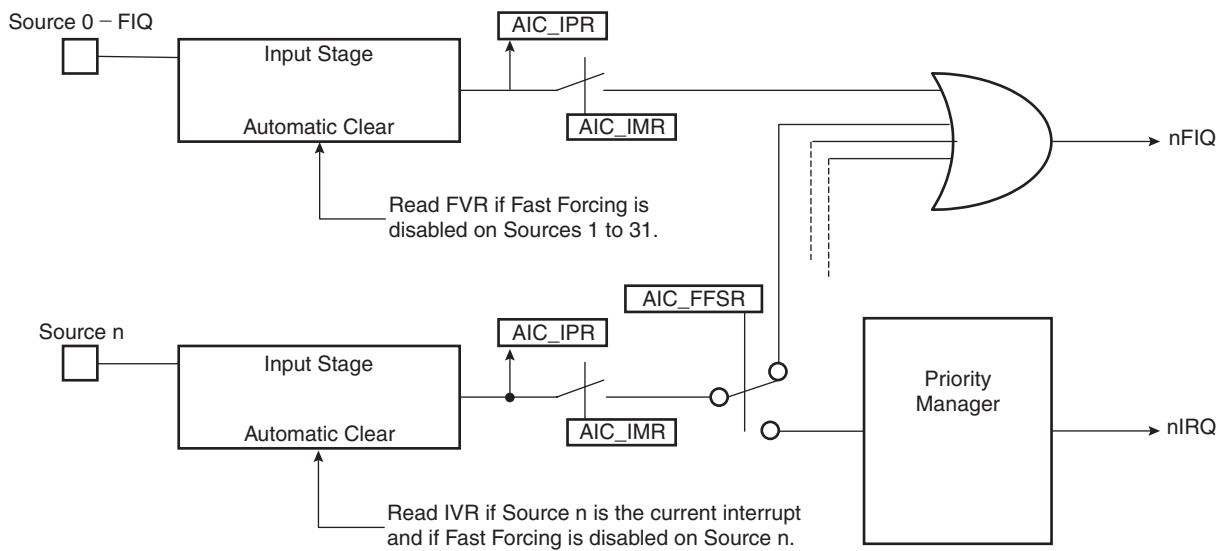 Source 0 – FIQ
AIC_IPR
Input Stage
Automatic Clear
AIC_IMR
nFIQ
Read FVR if Fast Forcing is
disabled on Sources 1 to 31.
AIC_FFSR
Source n
AIC_IPR
Input Stage
Priority
Manager
Automatic Clear
AIC_IMR
nIRQ
Read IVR if Source n is the current interrupt
and if Fast Forcing is disabled on Source n.